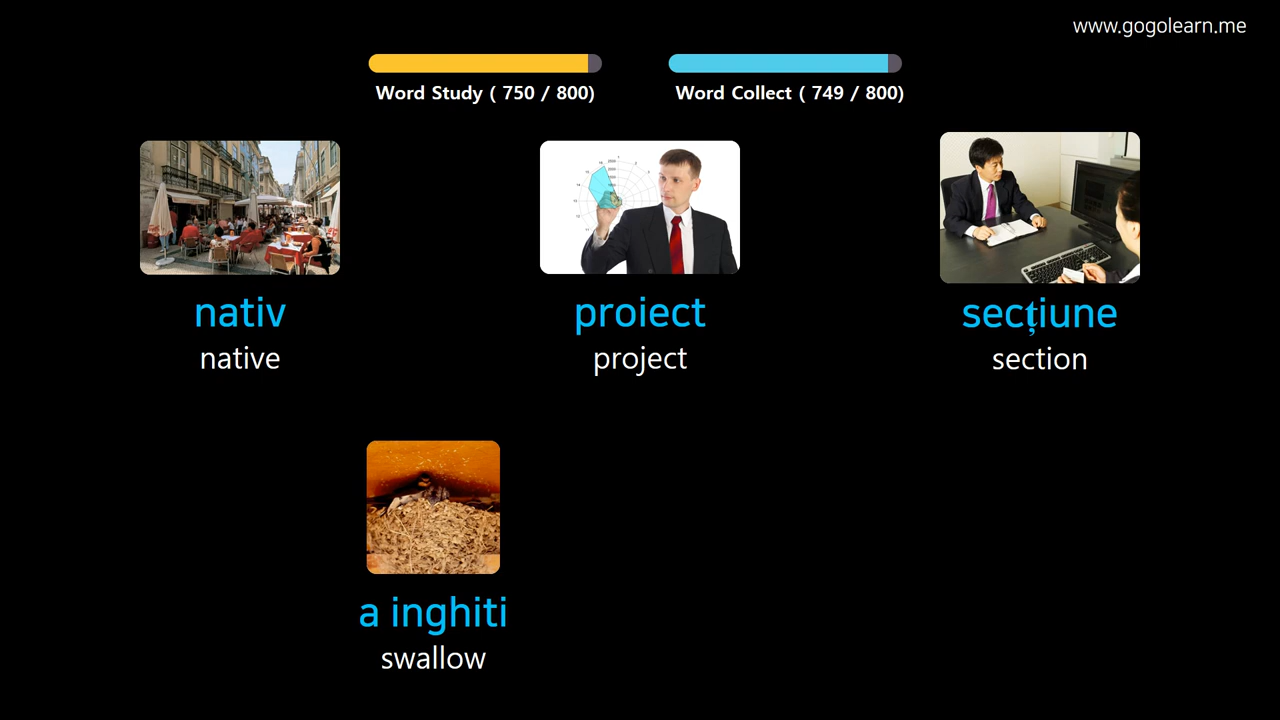 www.gogolearn.me
Word Study ( 750 / 800)
Word Collect ( 749 / 800)
nativ
native
proiect
project
secțiune
section
a inghiti
swallow